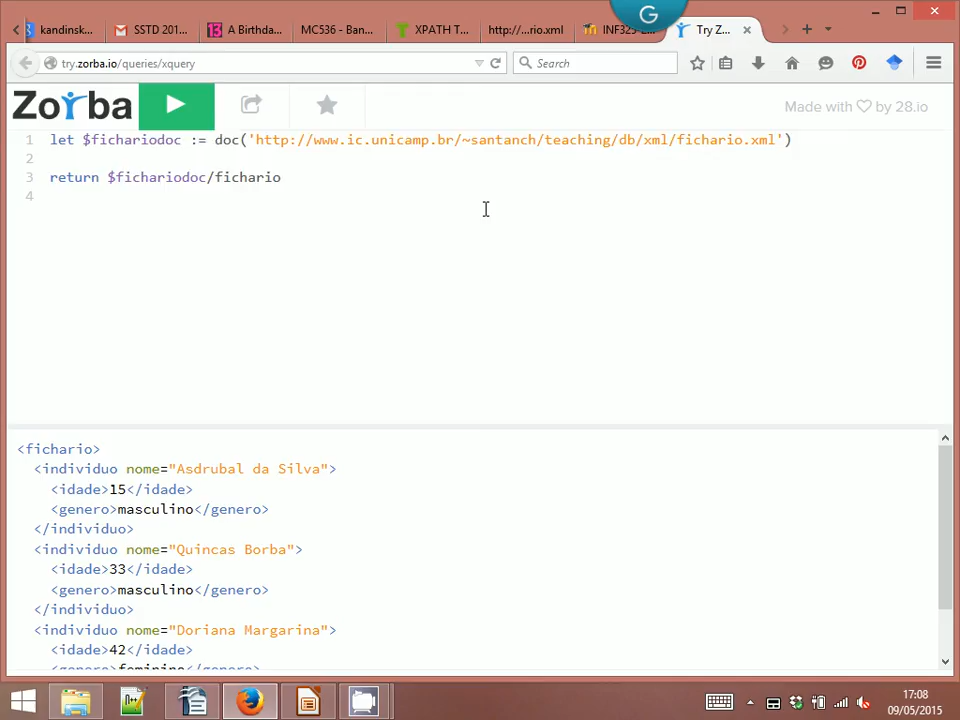 kandinsk...
SSTD 201...
13 A Birthda...
MC536 - Ban...
XPATH T...
http://...rio.xml
Try Z...
G
try.zorba.io/queries/xquery
Search
Zorba
Made with ♡ by 28.io
1 let $fichariodoc := doc('http://www.ic.unicamp.br/~santanch/teaching/db/xml/fichario.xml')
2
3 return $fichariodoc/fichario
4
<fichario>
<individuo nome="Asdrubal da Silva">
<idade>15</idade>
<genero>masculino</genero>
</individuo>
<individuo nome="Quincas Borba">
<idade>33</idade>
<genero>masculino</genero>
</individuo>
<individuo nome="Doriana Margarina">
<idade>42</idade>
<genero>feminino</genero>
17:08
09/05/2015